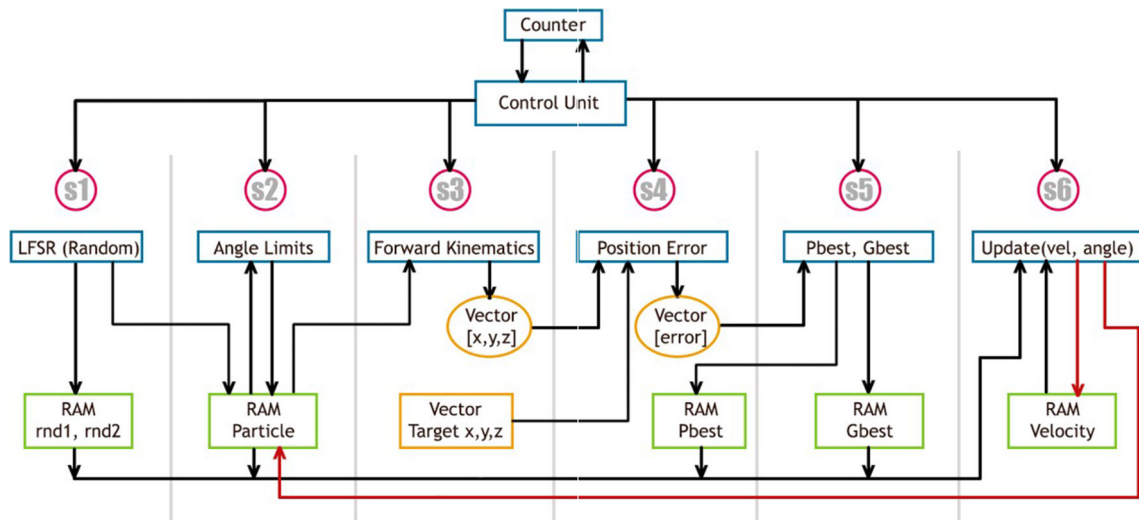 Counter
Control Unit
s1
s2
s3
s4
s5
s6
LFSR (Random)
Angle Limits
Forward Kinematics
Position Error
Pbest, Gbest
Update(vel, angle)
Vector
[x,y,z]
Vector
[error]
RAM
rnd1, rnd2
RAM
Particle
Vector
Target x,y,z
RAM
Pbest
RAM
Gbest
RAM
Velocity